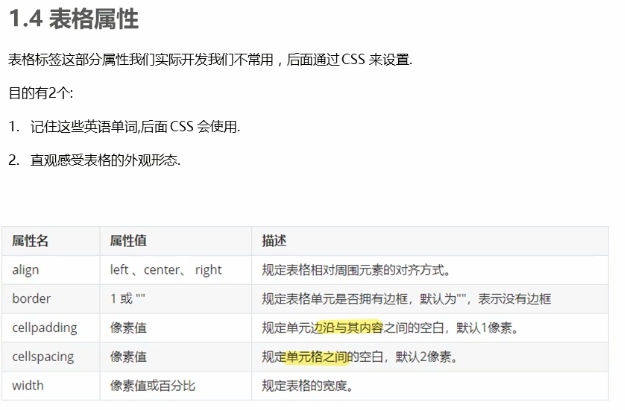 1.4 表格属性
表格标签这部分属性我们实际开发我们不常用，后面通过 CSS 来设置.
目的有2个:
1. 记住这些英语单词,后面 CSS 会使用.
2. 直观感受表格的外观形态.
属性名 属性值 描述
align left 、center、 right 规定表格相对周围元素的对齐方式。
border 1 或 "" 规定表格单元是否拥有边框，默认为""，表示没有边框
cellpadding 像素值 规定单元边沿与其内容之间的空白，默认1像素。
cellspacing 像素值 规定单元格之间的空白，默认2像素。
width 像素值或百分比 规定表格的宽度。